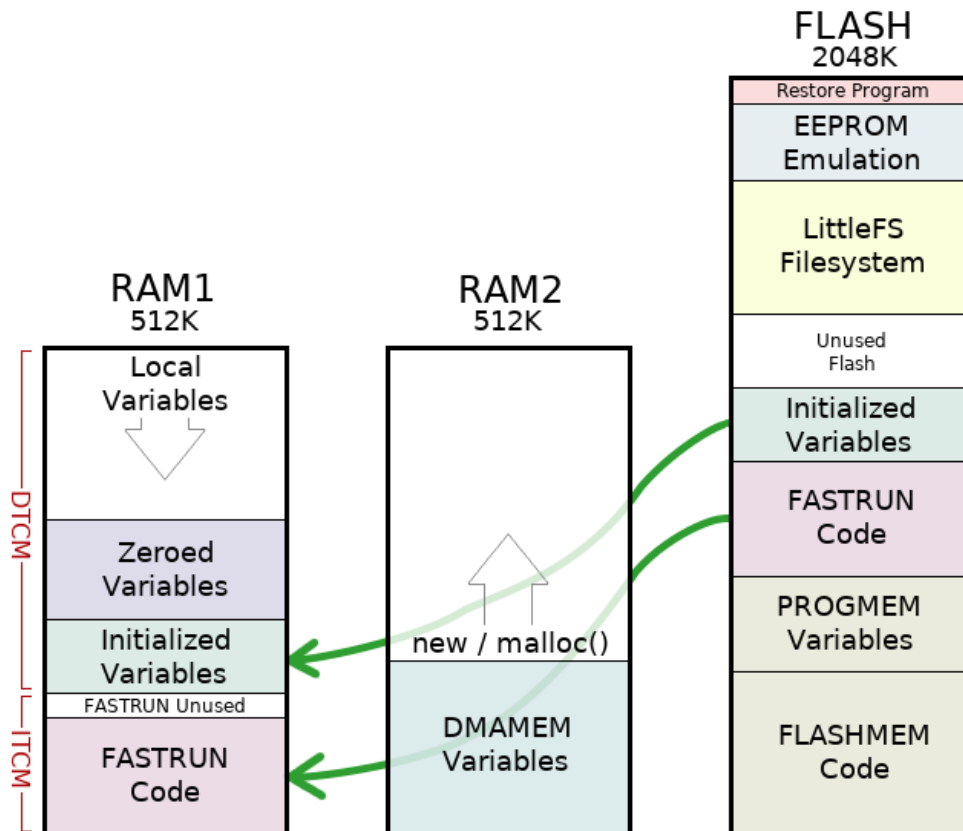 FLASH
2048K
Restore Program
EEPROM
Emulation
LittleFS
Filesystem
Unused
Flash
Initialized
Variables
FASTRUN
Code
PROGMEM
Variables
FLASHMEM
Code
RAM1
512K
Local
Variables
Zeroed
Variables
Initialized
Variables
FASTRUN Unused
FASTRUN
Code
DTCM
ITCM
RAM2
512K
new / malloc()
DMAMEM
Variables